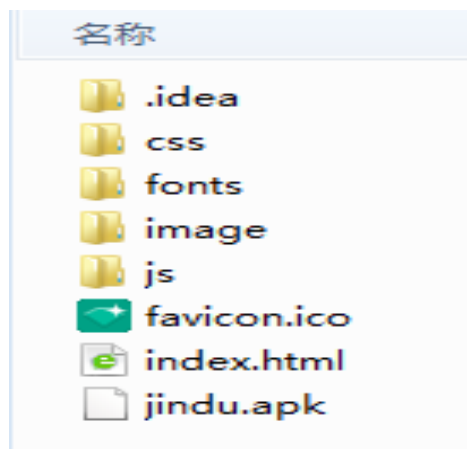 名称
.idea
css
fonts
image
js
favicon.ico
index.html
jindu.apk